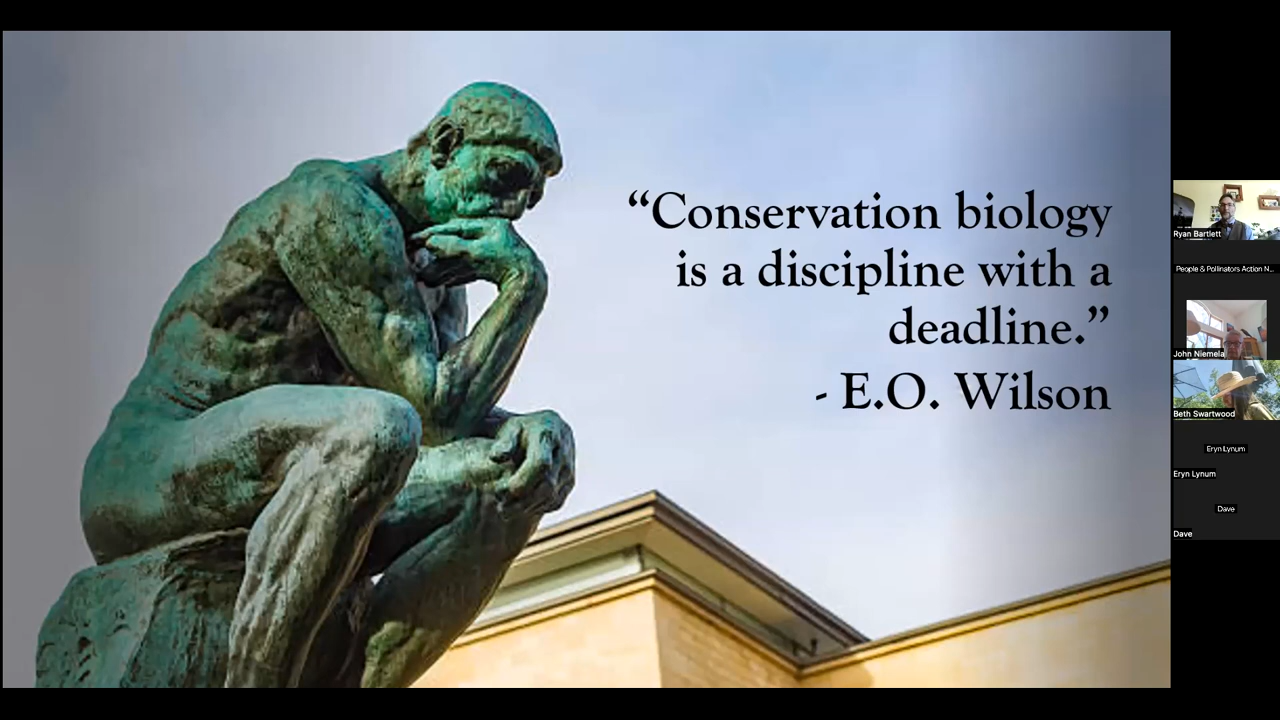 “Conservation biology
is a discipline with a
deadline.”
- E.O. Wilson
Ryan Bartlett
People & Pollinators Action N...
John Niemela
Beth Swartwood
Eryn Lynum
Eryn Lynum
Dave
Dave